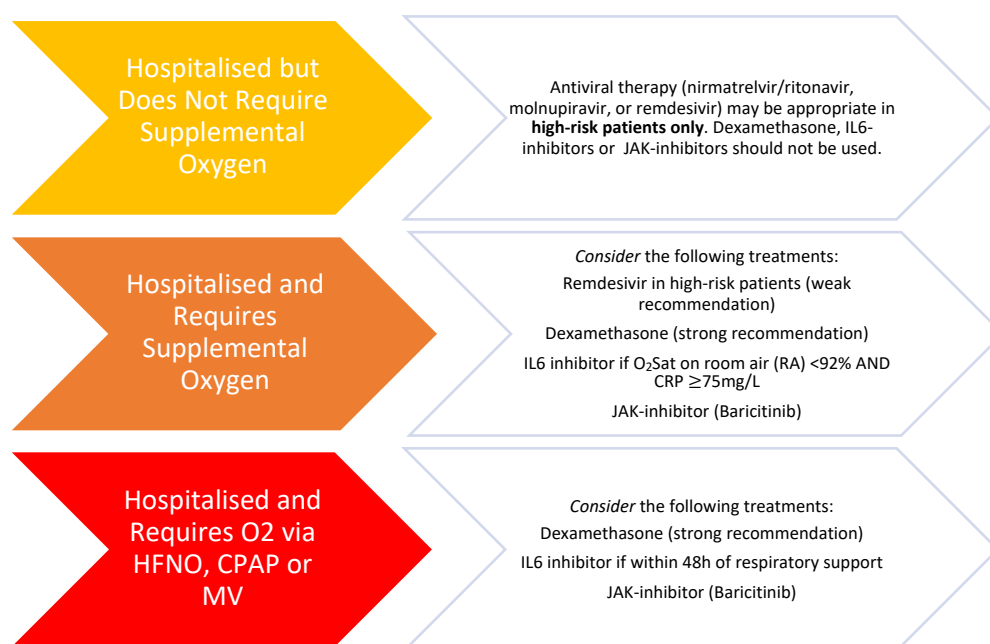 Hospitalised but
Does Not Require
Supplemental
Oxygen
Antiviral therapy (nirmatrelvir/ritonavir,
molnupiravir, or remdesivir) may be appropriate in
high-risk patients only. Dexamethasone, IL6-
inhibitors or JAK-inhibitors should not be used.
Hospitalised and
Requires
Supplemental
Oxygen
Consider the following treatments:
Remdesivir in high-risk patients (weak
recommendation)
Dexamethasone (strong recommendation)
IL6 inhibitor if O₂Sat on room air (RA) <92% AND
CRP ≥75mg/L
JAK-inhibitor (Baricitinib)
Hospitalised and
Requires O2 via
HFNO, CPAP or
MV
Consider the following treatments:
Dexamethasone (strong recommendation)
IL6 inhibitor if within 48h of respiratory support
JAK-inhibitor (Baricitinib)